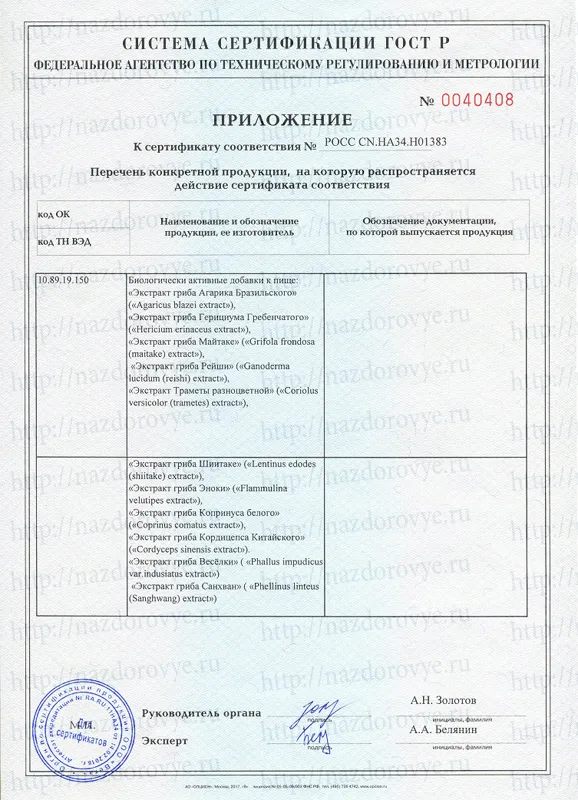 СИСТЕМА СЕРТИФИКАЦИИ ГОСТ Р
ФЕДЕРАЛЬНОЕ АГЕНТСТВО ПО ТЕХНИЧЕСКОМУ РЕГУЛИРОВАНИЮ И МЕТРОЛОГИИ
№ 0040408
ПРИЛОЖЕНИЕ
К сертификату соответствия № РОСС CN.НА34.Н01383
Перечень конкретной продукции, на которую распространяется
действие сертификата соответствия
код ОК
код ТН ВЭД
Наименование и обозначение
продукции, ее изготовитель
Обозначение документации,
по которой выпускается продукция
10.89.19.150
Биологически активные добавки к пище:
«Экстракт гриба Агарика Бразильского»
(«Agaricus blazei extract»),
«Экстракт гриба Герициума Гребенчатого»
(«Hericium erinaceus extract»),
«Экстракт гриба Майтаке» («Grifola frondosa
(maitake) extract»),
«Экстракт гриба Рейши» («Ganoderma
lucidum (reishi) extract»),
«Экстракт Траметы разноцветной» («Coriolus
versicolor (trametes) extract»),
«Экстракт гриба Шиитаке» («Lentinus edodes
(shiitake) extract»),
«Экстракт гриба Эноки» («Flammulina
velutipes extract»),
«Экстракт гриба Копринуса белого»
(«Coprinus comatus extract»),
«Экстракт гриба Кордицепса Китайского»
(«Cordyceps sinensis extract»).
«Экстракт гриба Весёлки» ( «Phallus impudicus
var.indusiatus extract»)
«Экстракт гриба Санхван» ( «Phellinus linteus
(Sanghwang) extract»)
М.П.
Для
сертификатов
Руководитель органа
подпись
А.Н. Золотов
инициалы, фамилия
Эксперт
подпись
А.А. Белянин
инициалы, фамилия
http://nazdorovye.ru